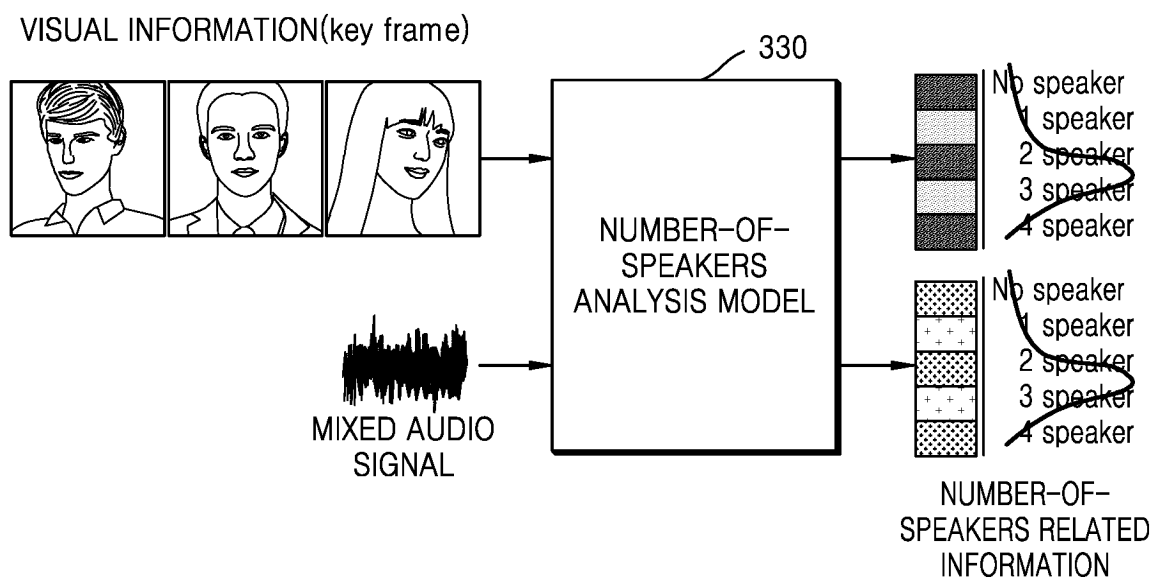 VISUAL INFORMATION(key frame)
330
NUMBER-OF-
SPEAKERS
ANALYSIS MODEL
MIXED AUDIO
SIGNAL
No speaker
1 speaker
2 speaker
3 speaker
4 speaker
No speaker
1 speaker
2 speaker
3 speaker
4 speaker
NUMBER-OF-
SPEAKERS RELATED
INFORMATION